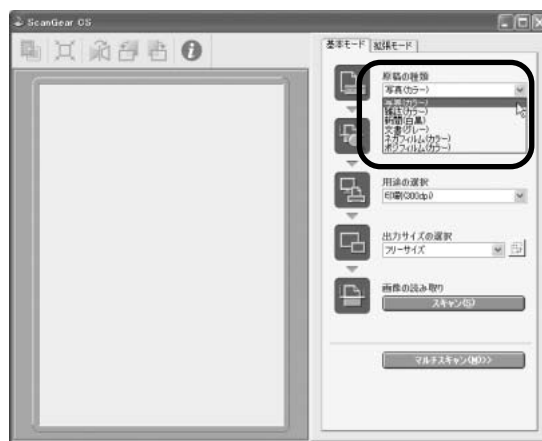 ScanGear CS
基本モード
拡張モード
原稿の種類
写真(カラー)
写真(カラー)
雑誌(カラー)
新聞(白黒)
文書(グレー)
ネガフィルム(カラー)
ポジフィルム(カラー)
用途の選択
印刷(300dpi)
出力サイズの選択
フリーサイズ
画像の読み取り
スキャン(S)
マルチスキャン(M)>>